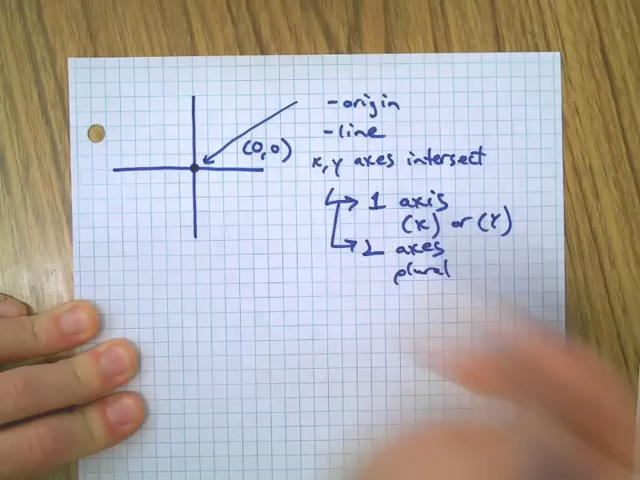 (0,0)
-origin
-line
x, y axes intersect
1 axis
(x) or (Y)
2 axes
plural